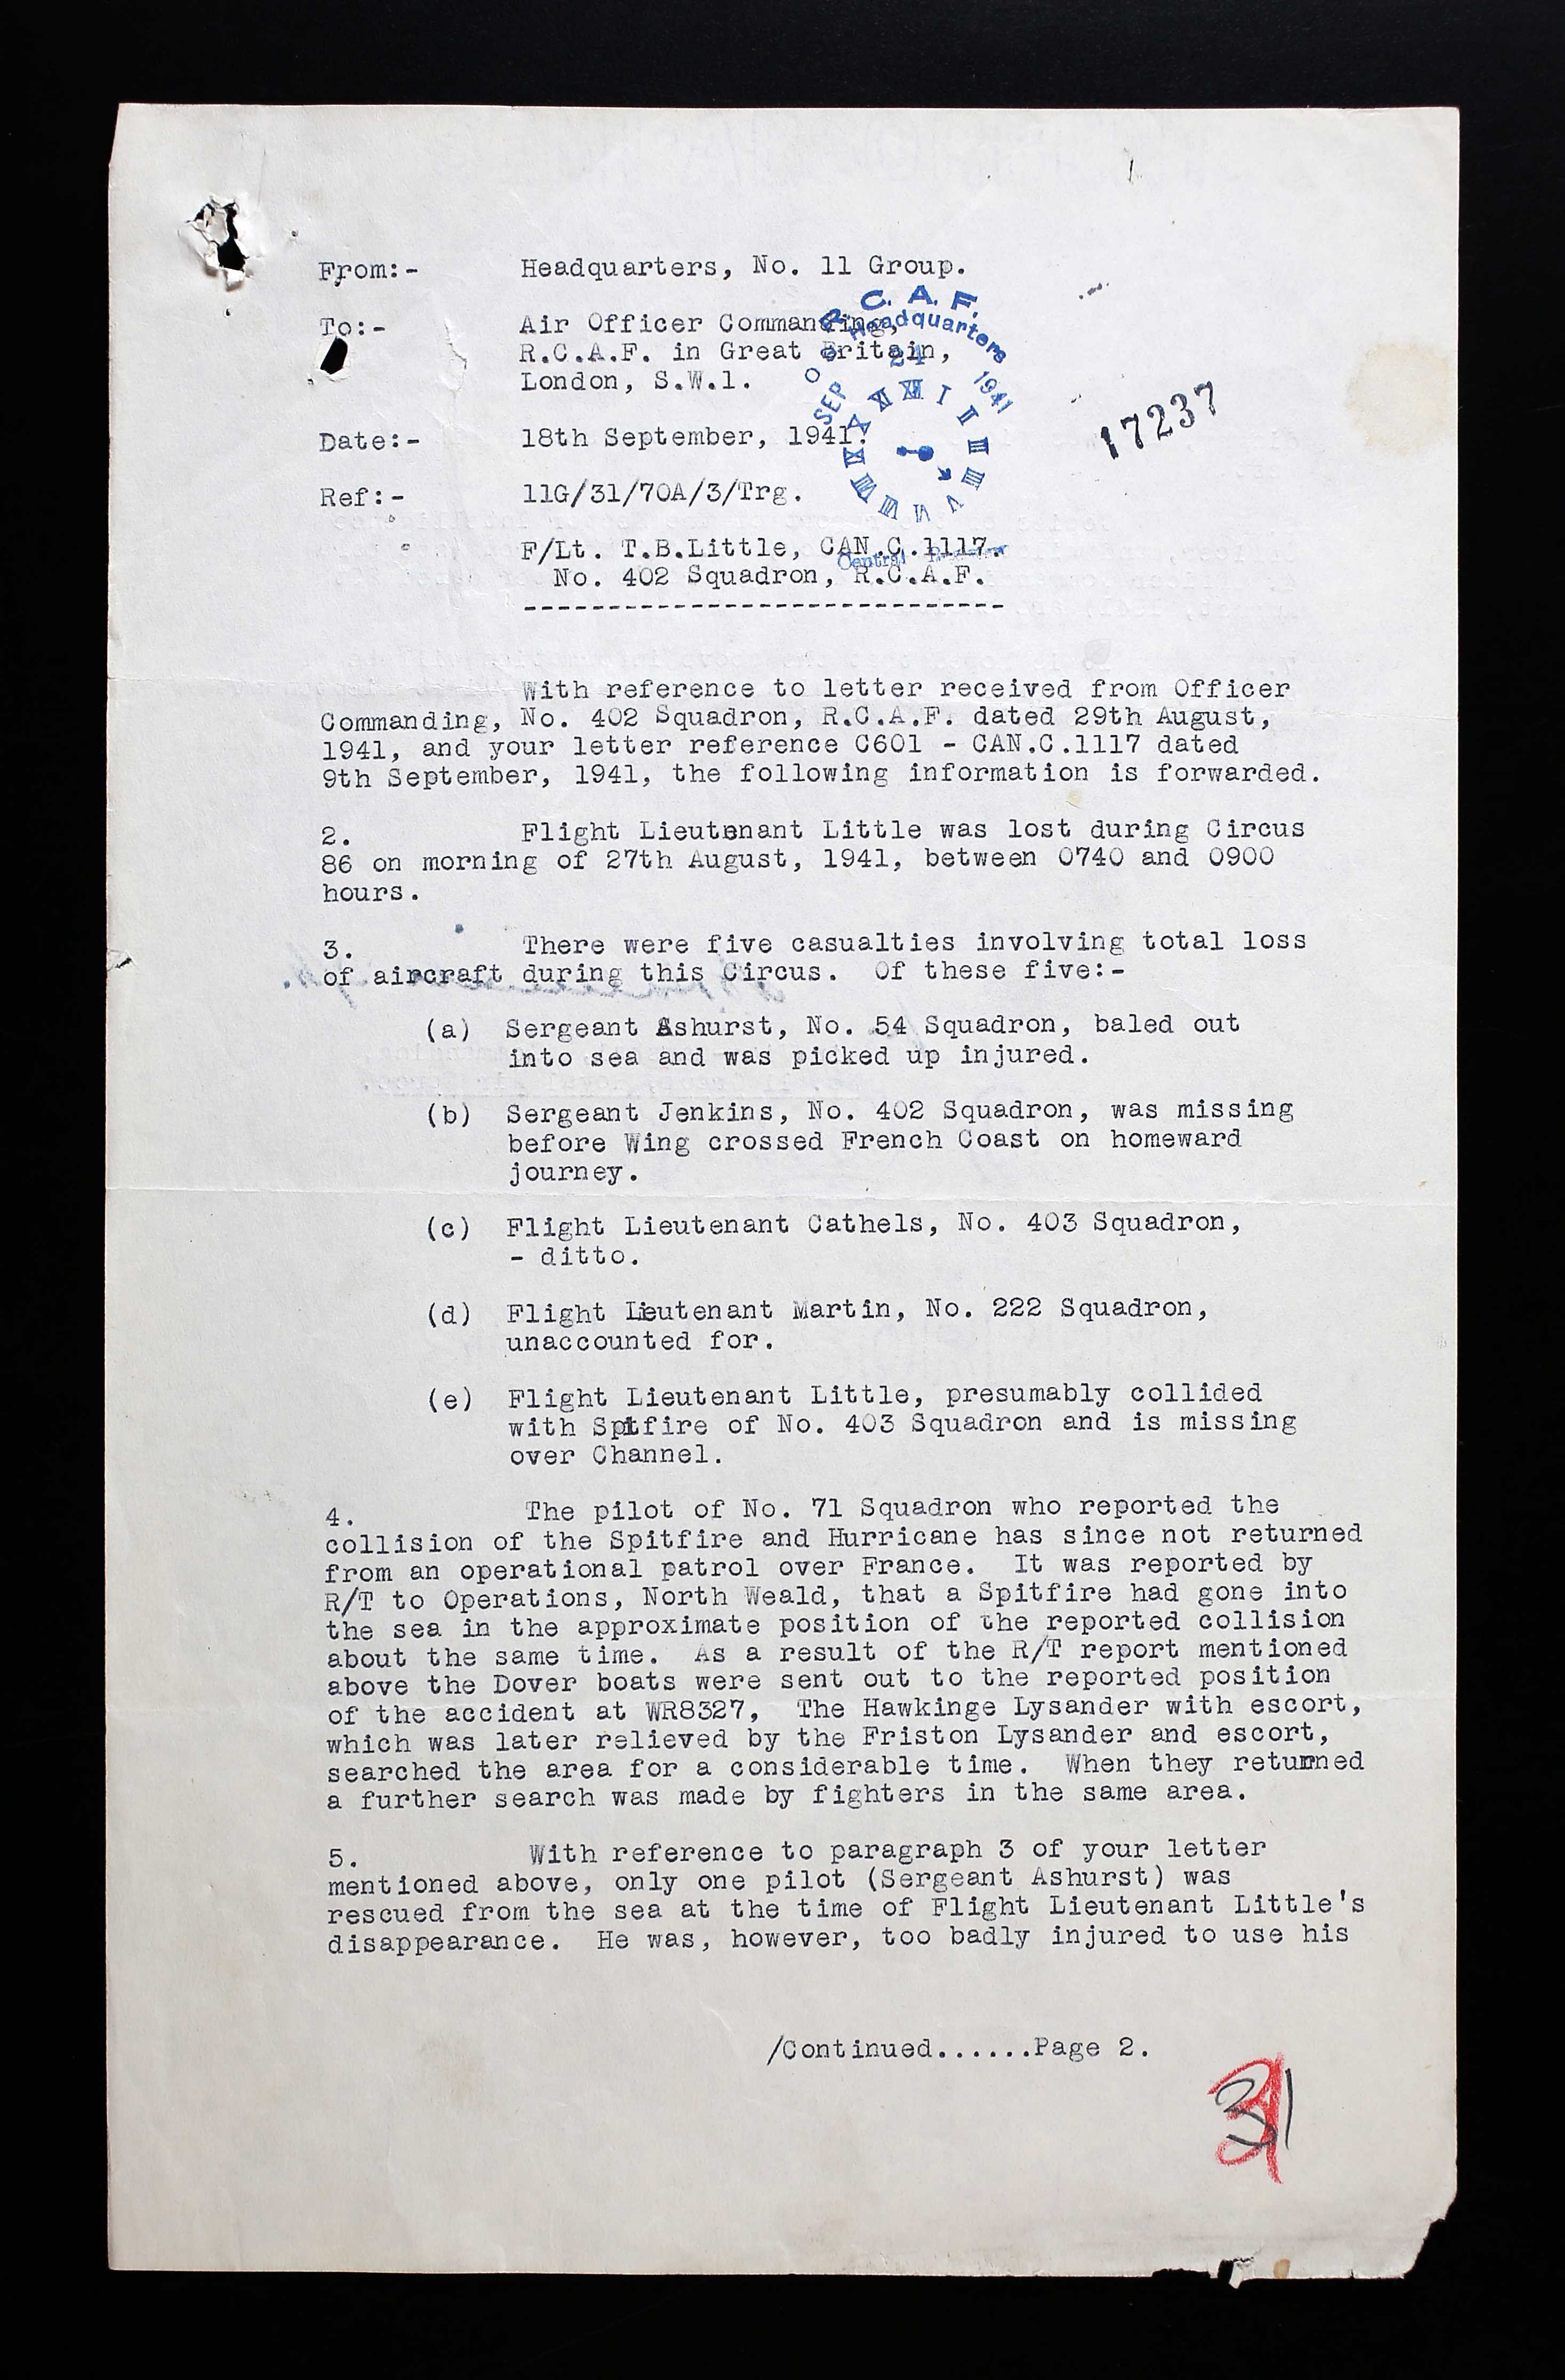 From:- Headquarters, No. 11 Group.
To:- Air Officer Commanding,
R.C.A.F. in Great Britain,
London, S.W.1.
R.C.A.F.
Headquarters
24
SEP 1941
XII I II III IIII V VI VII VIII IX X XI
Central Registry
17237
Date:- 18th September, 1941.
Ref:- 11G/31/70A/3/Trg.
F/Lt. T.B.Little, CAN.C.1117.
No. 402 Squadron, R.C.A.F.
-----------------------------
With reference to letter received from Officer
Commanding, No. 402 Squadron, R.C.A.F. dated 29th August,
1941, and your letter reference C601 - CAN.C.1117 dated
9th September, 1941, the following information is forwarded.
2. Flight Lieutenant Little was lost during Circus
86 on morning of 27th August, 1941, between 0740 and 0900
hours.
3. There were five casualties involving total loss
of aircraft during this Circus. Of these five:-
(a) Sergeant Ashurst, No. 54 Squadron, baled out
into sea and was picked up injured.
(b) Sergeant Jenkins, No. 402 Squadron, was missing
before Wing crossed French Coast on homeward
journey.
(c) Flight Lieutenant Cathels, No. 403 Squadron,
- ditto.
(d) Flight Lieutenant Martin, No. 222 Squadron,
unaccounted for.
(e) Flight Lieutenant Little, presumably collided
with Spitfire of No. 403 Squadron and is missing
over Channel.
4. The pilot of No. 71 Squadron who reported the
collision of the Spitfire and Hurricane has since not returned
from an operational patrol over France. It was reported by
R/T to Operations, North Weald, that a Spitfire had gone into
the sea in the approximate position of the reported collision
about the same time. As a result of the R/T report mentioned
above the Dover boats were sent out to the reported position
of the accident at WR8327, The Hawkinge Lysander with escort,
which was later relieved by the Friston Lysander and escort,
searched the area for a considerable time. When they returned
a further search was made by fighters in the same area.
5. With reference to paragraph 3 of your letter
mentioned above, only one pilot (Sergeant Ashurst) was
rescued from the sea at the time of Flight Lieutenant Little's
disappearance. He was, however, too badly injured to use his
/Continued......Page 2.
31